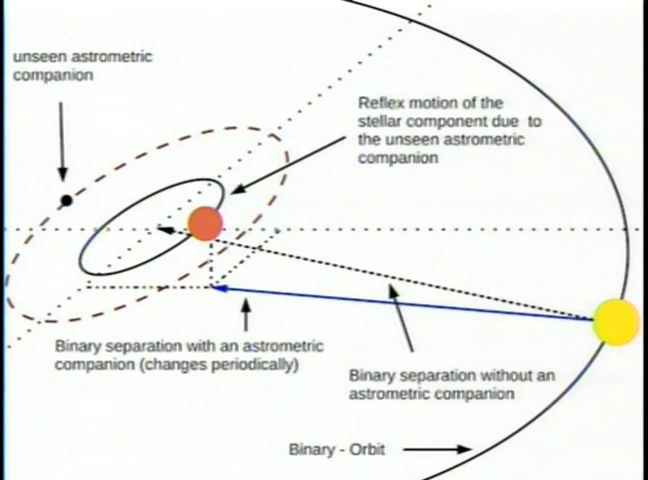 unseen astrometric
companion
Reflex motion of the
stellar component due to
the unseen astrometric
companion
Binary separation with an astrometric
companion (changes periodically)
Binary separation without an
astrometric companion
Binary - Orbit